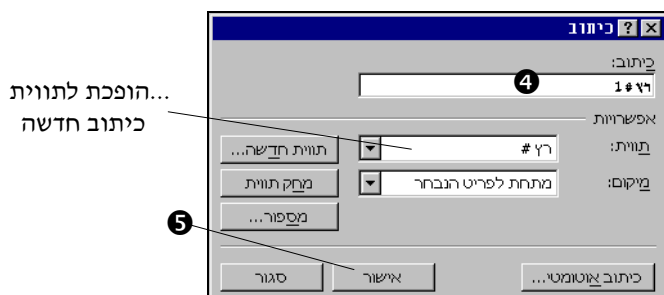 כיתוב
כיתוב:
רץ #1
4
אפשרויות
תווית:
רץ #
תווית חדשה...
...הופכת לתווית
כיתוב חדשה
מיקום:
מתחת לפריט הנבחר
מחק תווית
מספור...
5
כיתוב אוטומטי...
אישור
סגור